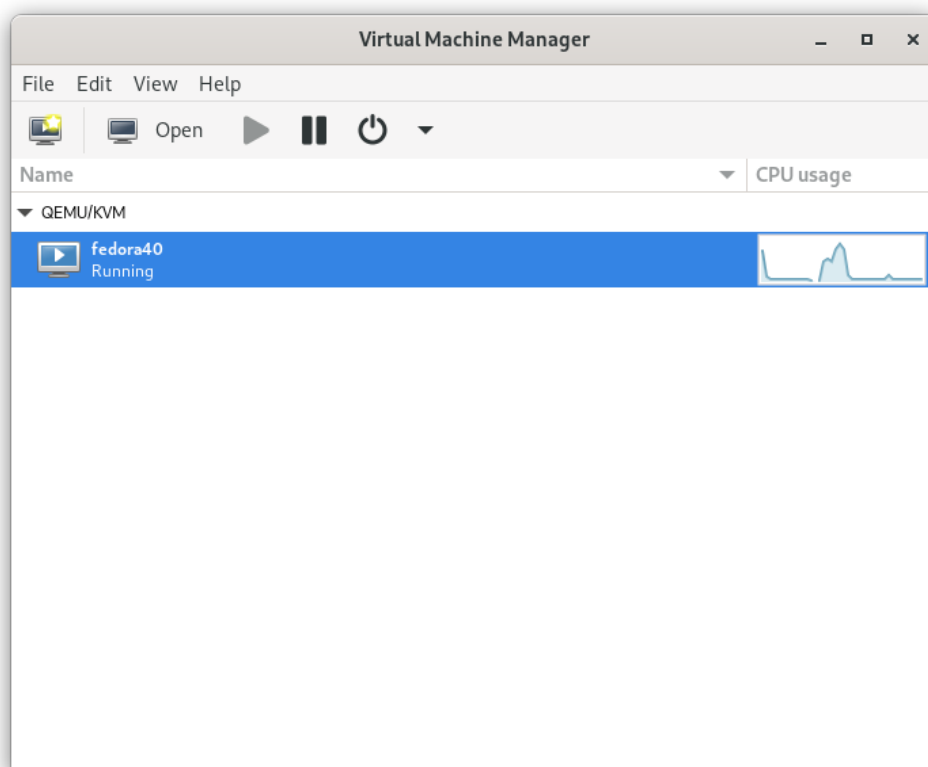 Virtual Machine Manager
File Edit View Help
Open
Name CPU usage
QEMU/KVM
fedora40
Running